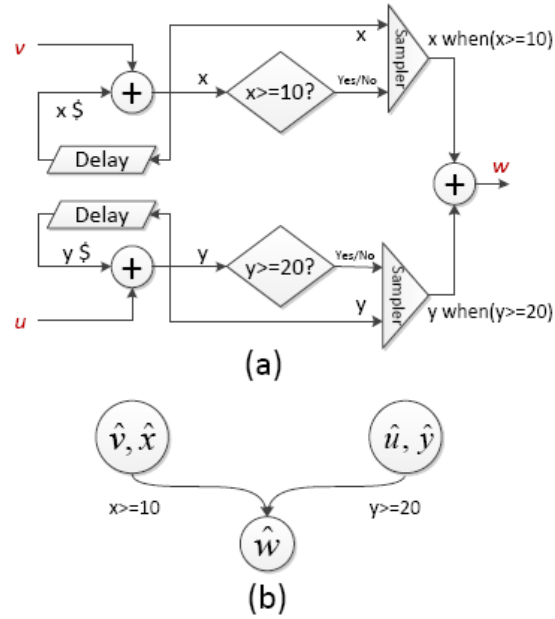 v
x
x when(x>=10)
Sampler
+
x
x>=10?
Yes/No
x $
Delay
+
w
Delay
y $
+
y
y>=20?
Yes/No
Sampler
y
y when(y>=20)
u
(a)
v̂, x̂
û, ŷ
x>=10
y>=20
ŵ
(b)